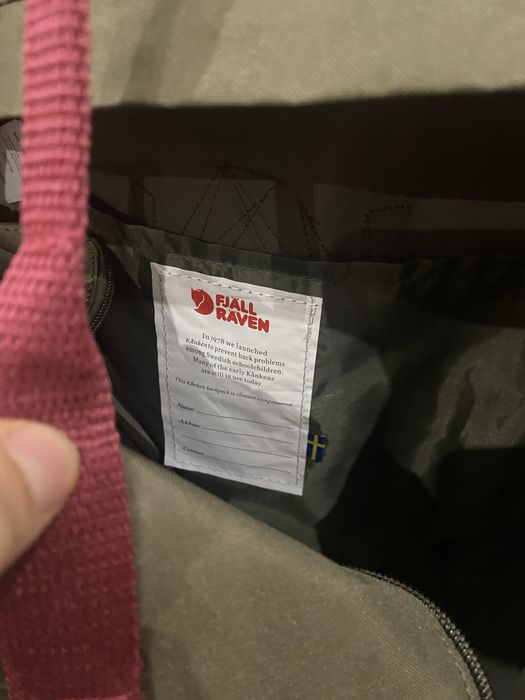 FJÄLL
RÄVEN
In 1978 we launched
Kånken to prevent back problems
among Swedish schoolchildren.
Many of the early Kånkens
are still in use today.
This Kånken backpack is climate compensated.
Name:
Address:
Contact: